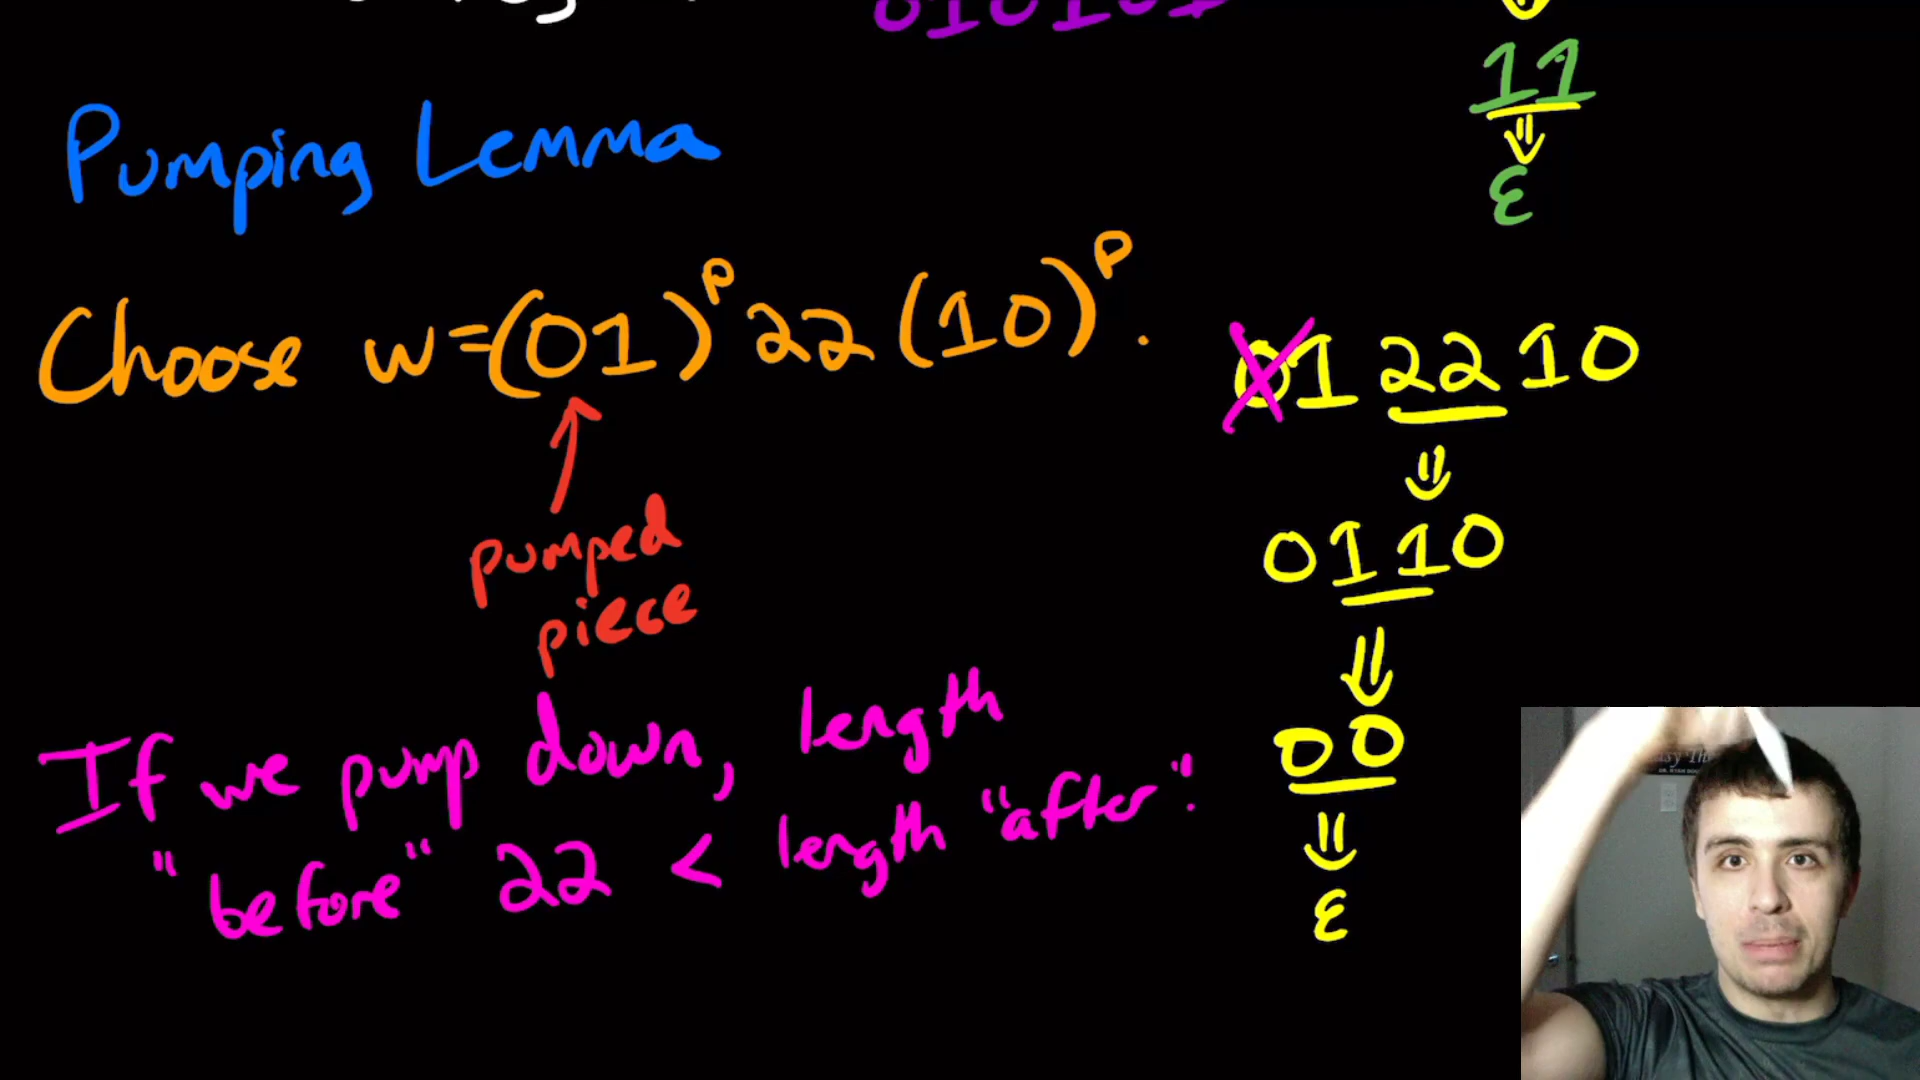 010101
11
⇓
ε
Pumping Lemma
Choose w=(01)^p 22 (10)^p.
↑
pumped
piece
If we pump down, length
"before" 22 < length "after".
01 22 10
⇓
0110
⇓
00
⇓
ε